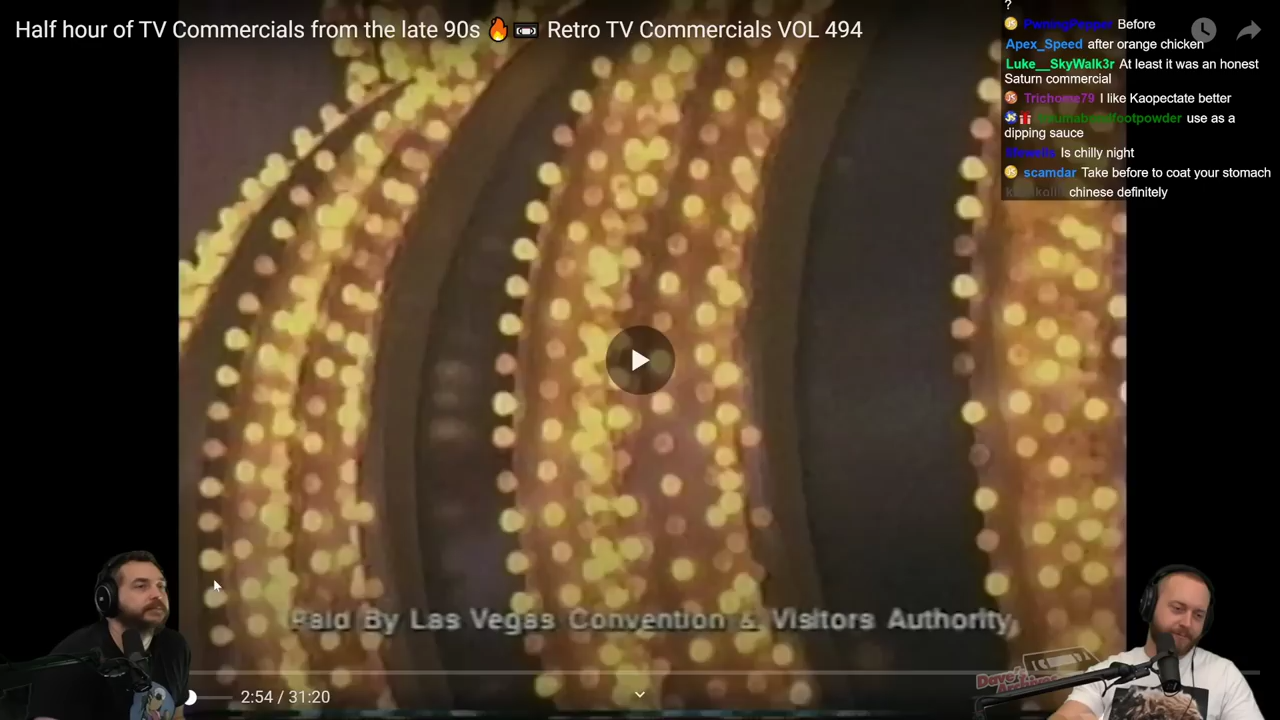 Half hour of TV Commercials from the late 90s 🔥📼 Retro TV Commercials VOL 494
?
PwningPeppa! Before
Apex_Speed after orange chicken
Luke__SkyWalk3r At least it was an honest
Saturn commercial
Trichome79 I like Kaopectate better
use as a
dipping sauce
Is chilly night
scamdar Take before to coat your stomach
chinese definitely
Paid By Las Vegas Convention & Visitors Authority,
Dave's
Archives
2:54 / 31:20